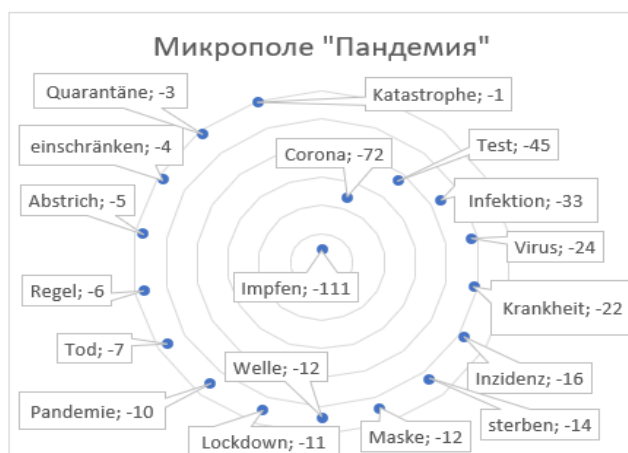 Микрополе "Пандемия"
Quarantäne; -3
Katastrophe; -1
einschränken; -4
Corona; -72
Test; -45
Abstrich; -5
Infektion; -33
Virus; -24
Regel; -6
Impfen; -111
Krankheit; -22
Tod; -7
Welle; -12
Inzidenz; -16
Pandemie; -10
Lockdown; -11
Maske; -12
sterben; -14